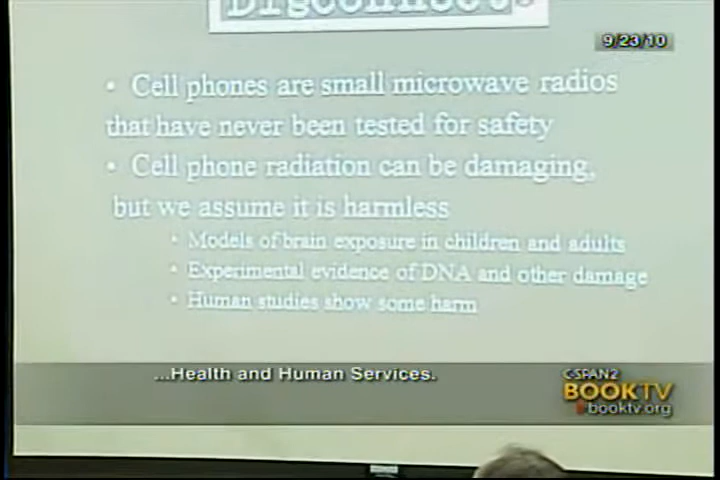 Disconnect:
9/23/10
• Cell phones are small microwave radios
that have never been tested for safety
• Cell phone radiation can be damaging,
but we assume it is harmless
• Models of brain exposure in children and adults
• Experimental evidence of DNA and other damage
• Human studies show some harm
...Health and Human Services.
C-SPAN2
BOOKTV
booktv.org